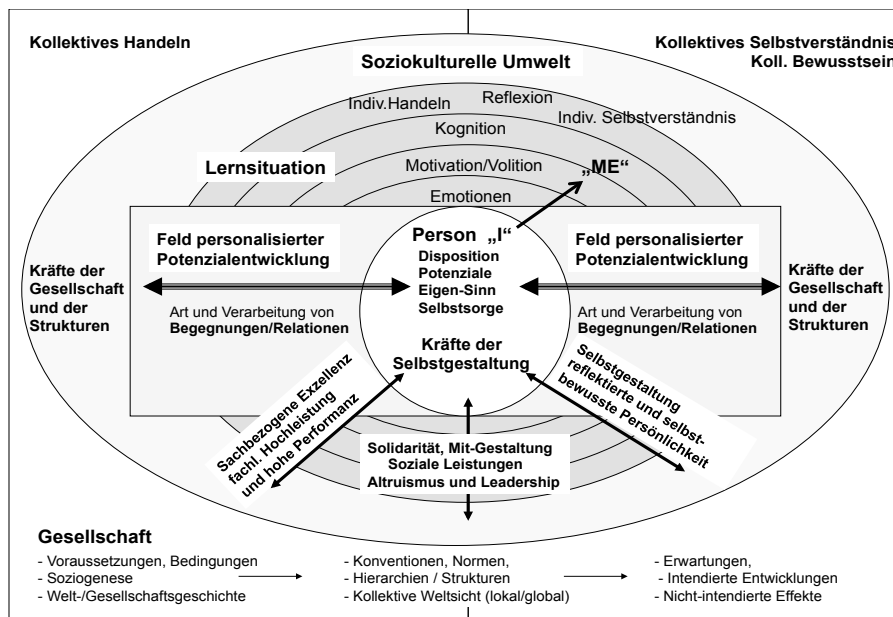 Kollektives Handeln
Kollektives Selbstverständnis
Koll. Bewusstsein
Soziokulturelle Umwelt
Indiv.Handeln
Reflexion
Indiv. Selbstverständnis
Kognition
Lernsituation
Motivation/Volition
„ME“
Emotionen
Feld personalisierter
Potenzialentwicklung
Person „I“
Disposition
Potenziale
Eigen-Sinn
Selbstsorge
Feld personalisierter
Potenzialentwicklung
Kräfte der
Gesellschaft
und der
Strukturen
Kräfte der
Gesellschaft
und der
Strukturen
Art und Verarbeitung von
Begegnungen/Relationen
Art und Verarbeitung von
Begegnungen/Relationen
Kräfte der
Selbstgestaltung
Sachbezogene Exzellenz
fachl. Hochleistung
und hohe Performanz
Solidarität, Mit-Gestaltung
Soziale Leistungen
Altruismus und Leadership
Selbstgestaltung
reflektierte und selbst-
bewusste Persönlichkeit
Gesellschaft
- Voraussetzungen, Bedingungen
- Soziogenese
- Welt-/Gesellschaftsgeschichte
- Konventionen, Normen,
- Hierarchien / Strukturen
- Kollektive Weltsicht (lokal/global)
- Erwartungen,
- Intendierte Entwicklungen
- Nicht-intendierte Effekte